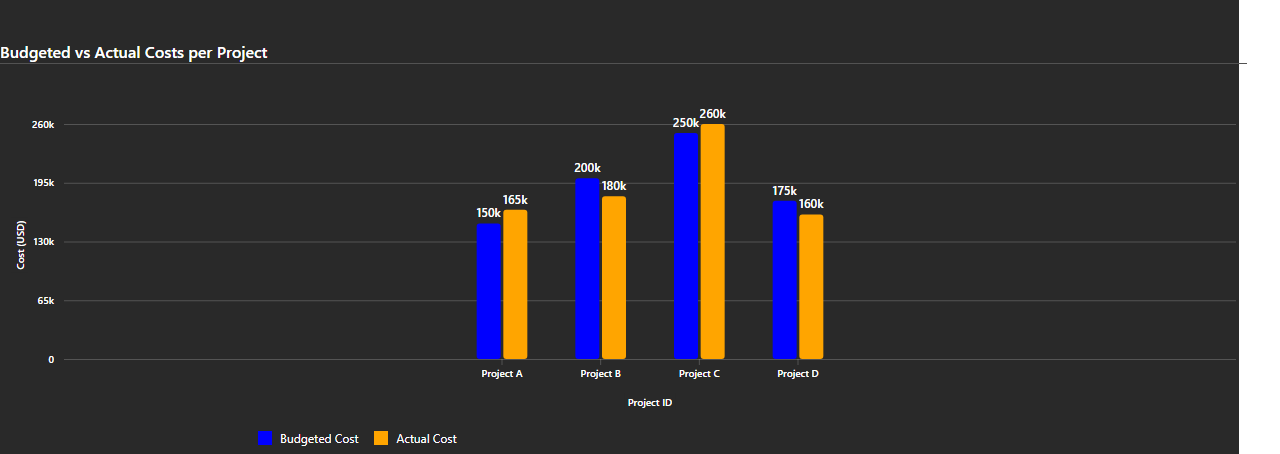 Budgeted vs Actual Costs per Project
260k
195k
130k
65k
0
Cost (USD)
150k
165k
200k
180k
250k
260k
175k
160k
Project A
Project B
Project C
Project D
Project ID
Budgeted Cost
Actual Cost